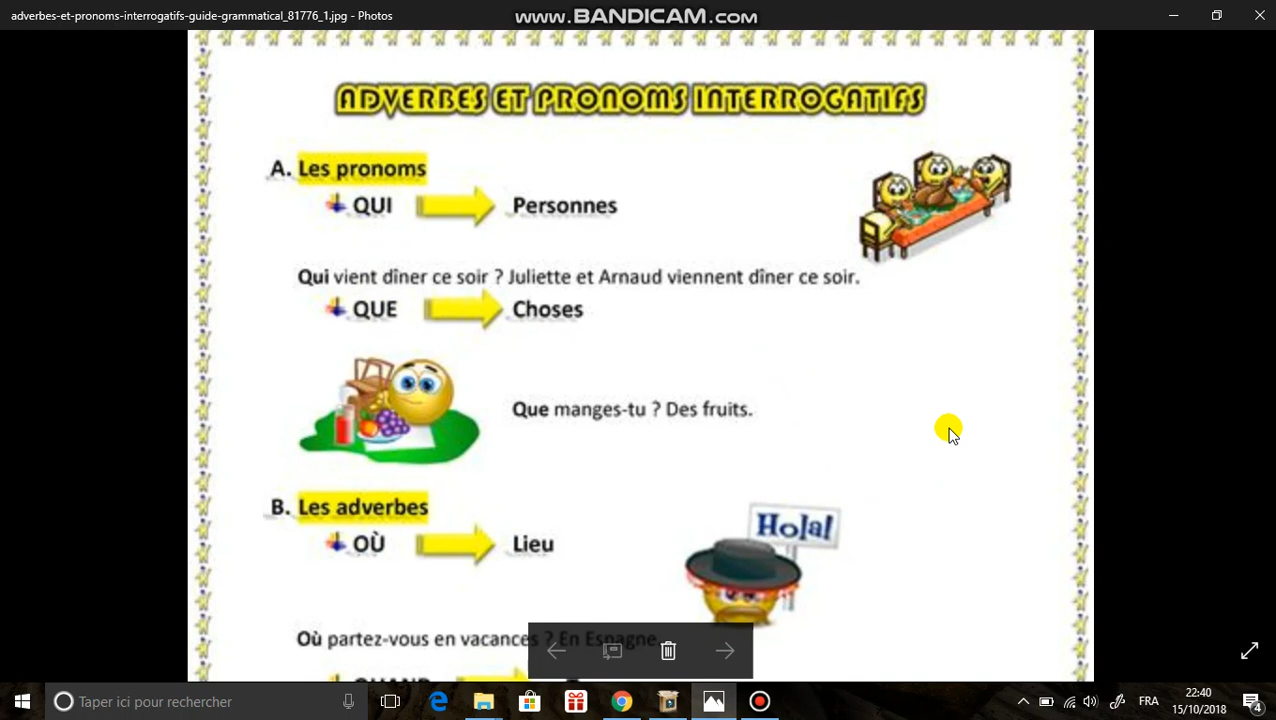 adverbes-et-pronoms-interrogatifs-guide-grammatical_81776_1.jpg - Photos
www.BANDICAM.com
ADVERBES ET PRONOMS INTERROGATIFS
A. Les pronoms
QUI Personnes
Qui vient dîner ce soir ? Juliette et Arnaud viennent dîner ce soir.
QUE Choses
Que manges-tu ? Des fruits.
B. Les adverbes
Hola!
OÙ Lieu
Où partez-vous en vacances ? En Espagne
QUAND
Taper ici pour rechercher
FRA
22:40
15/10/2018
4